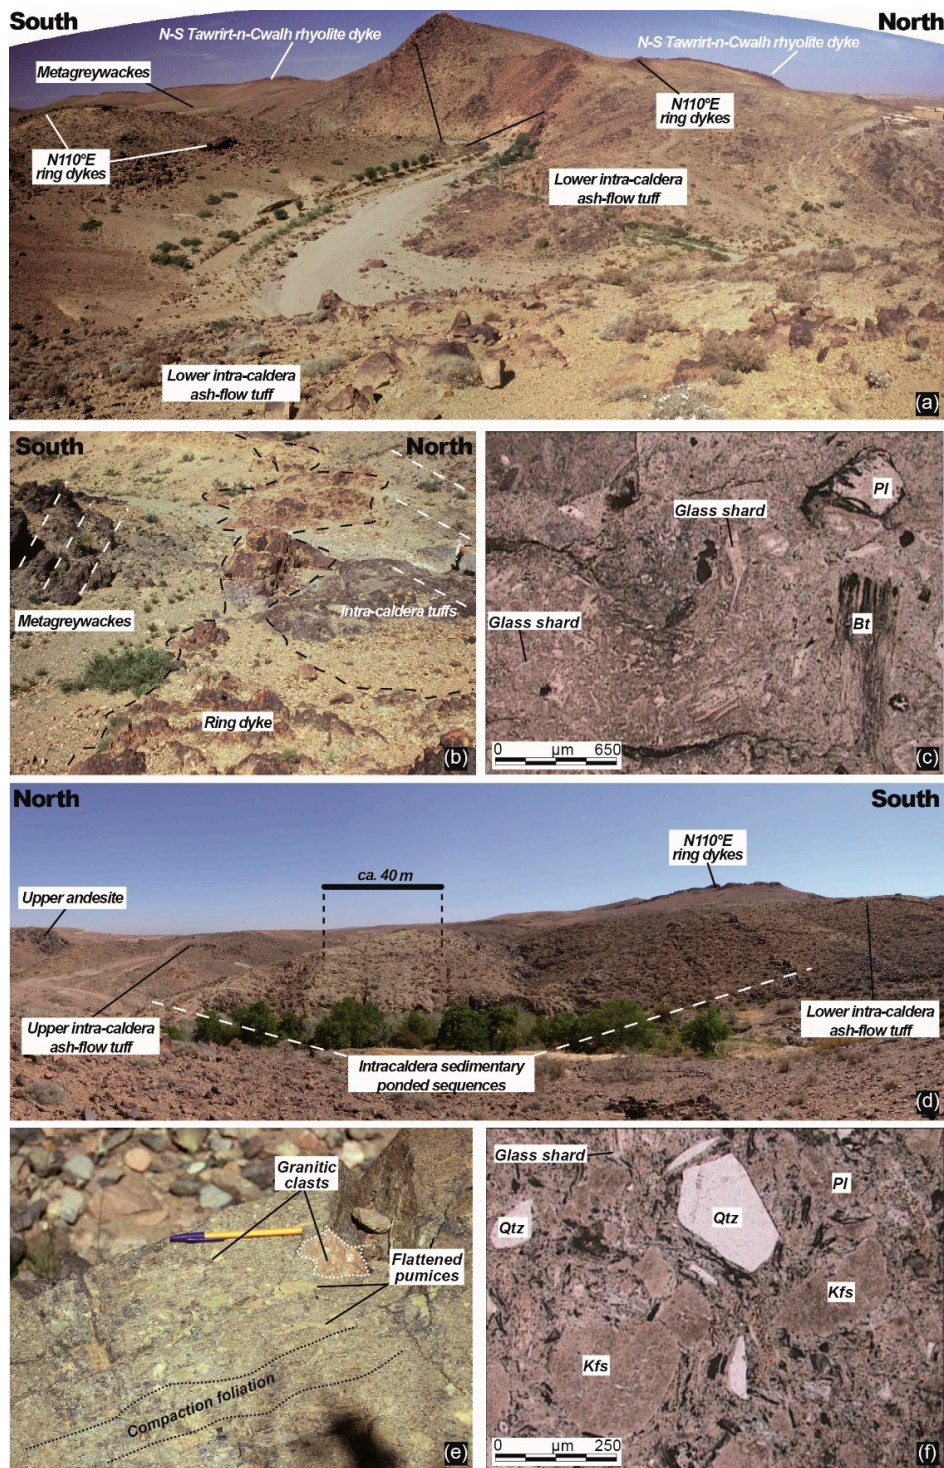 South
North
N-S Tawrirt-n-Cwalh rhyolite dyke
N-S Tawrirt-n-Cwalh rhyolite dyke
Metagreywackes
N110°E
ring dykes
N110°E
ring dykes
Lower intra-caldera
ash-flow tuff
Lower intra-caldera
ash-flow tuff
(a)
South
North
Metagreywackes
Intra-caldera tuffs
Ring dyke
(b)
Pl
Glass shard
Glass shard
Bt
0 µm 650
(c)
North
South
N110°E
ring dykes
ca. 40 m
Upper andesite
Upper intra-caldera
ash-flow tuff
Lower intra-caldera
ash-flow tuff
Intracaldera sedimentary
ponded sequences
(d)
Granitic
clasts
Flattened
pumices
Compaction foliation
(e)
Glass shard
Pl
Qtz
Qtz
Kfs
Kfs
0 µm 250
(f)